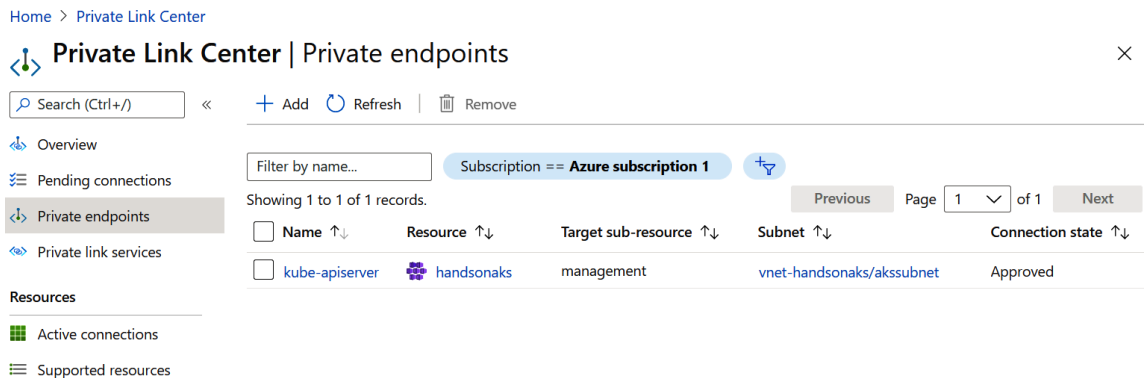 Home > Private Link Center
Private Link Center | Private endpoints
Search (Ctrl+/)
«
Add
Refresh
Remove
Overview
Pending connections
Private endpoints
Private link services
Resources
Active connections
Supported resources
Filter by name...
Subscription == Azure subscription 1
Showing 1 to 1 of 1 records.
Previous Page 1 of 1 Next
Name ↑↓ Resource ↑↓ Target sub-resource ↑↓ Subnet ↑↓ Connection state ↑↓
kube-apiserver handsonaks management vnet-handsonaks/akssubnet Approved